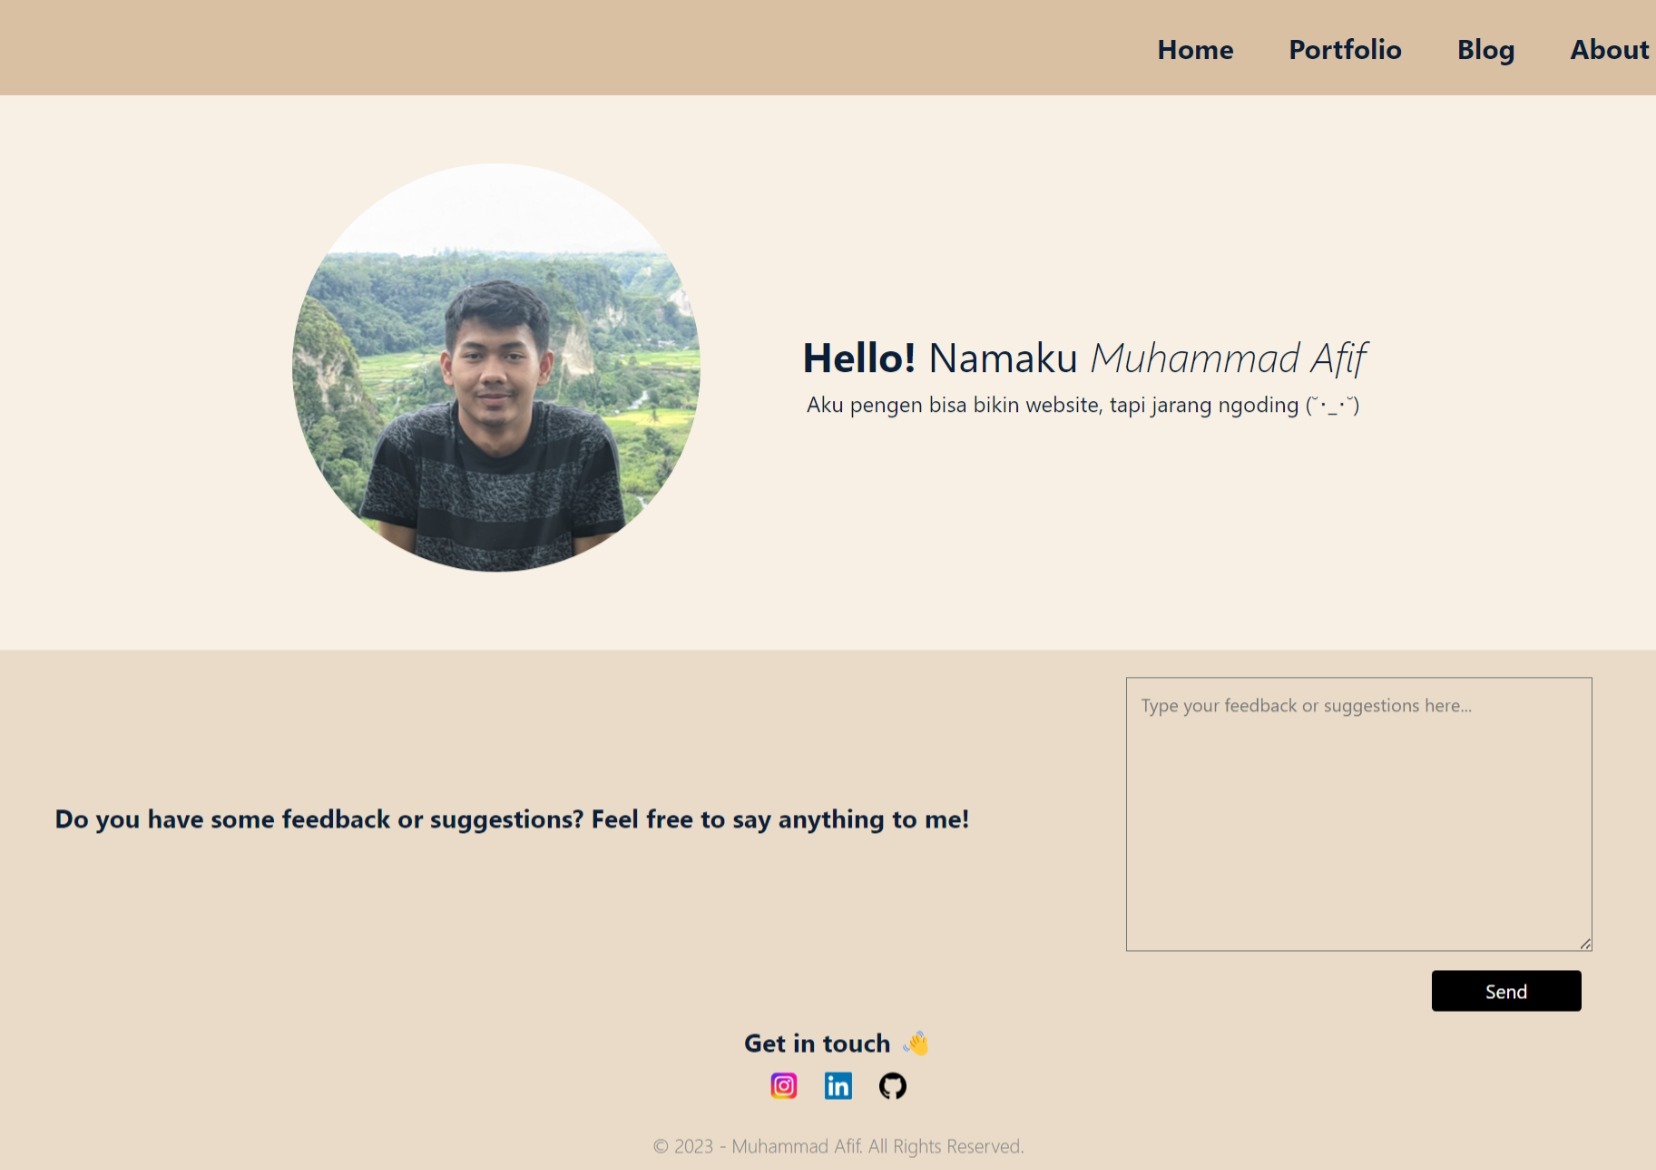 Home Portfolio Blog About
Hello! Namaku Muhammad Afif
Aku pengen bisa bikin website, tapi jarang ngoding (˘･_･˘)
Type your feedback or suggestions here...
Do you have some feedback or suggestions? Feel free to say anything to me!
Send
Get in touch 👋
in
© 2023 - Muhammad Afif. All Rights Reserved.